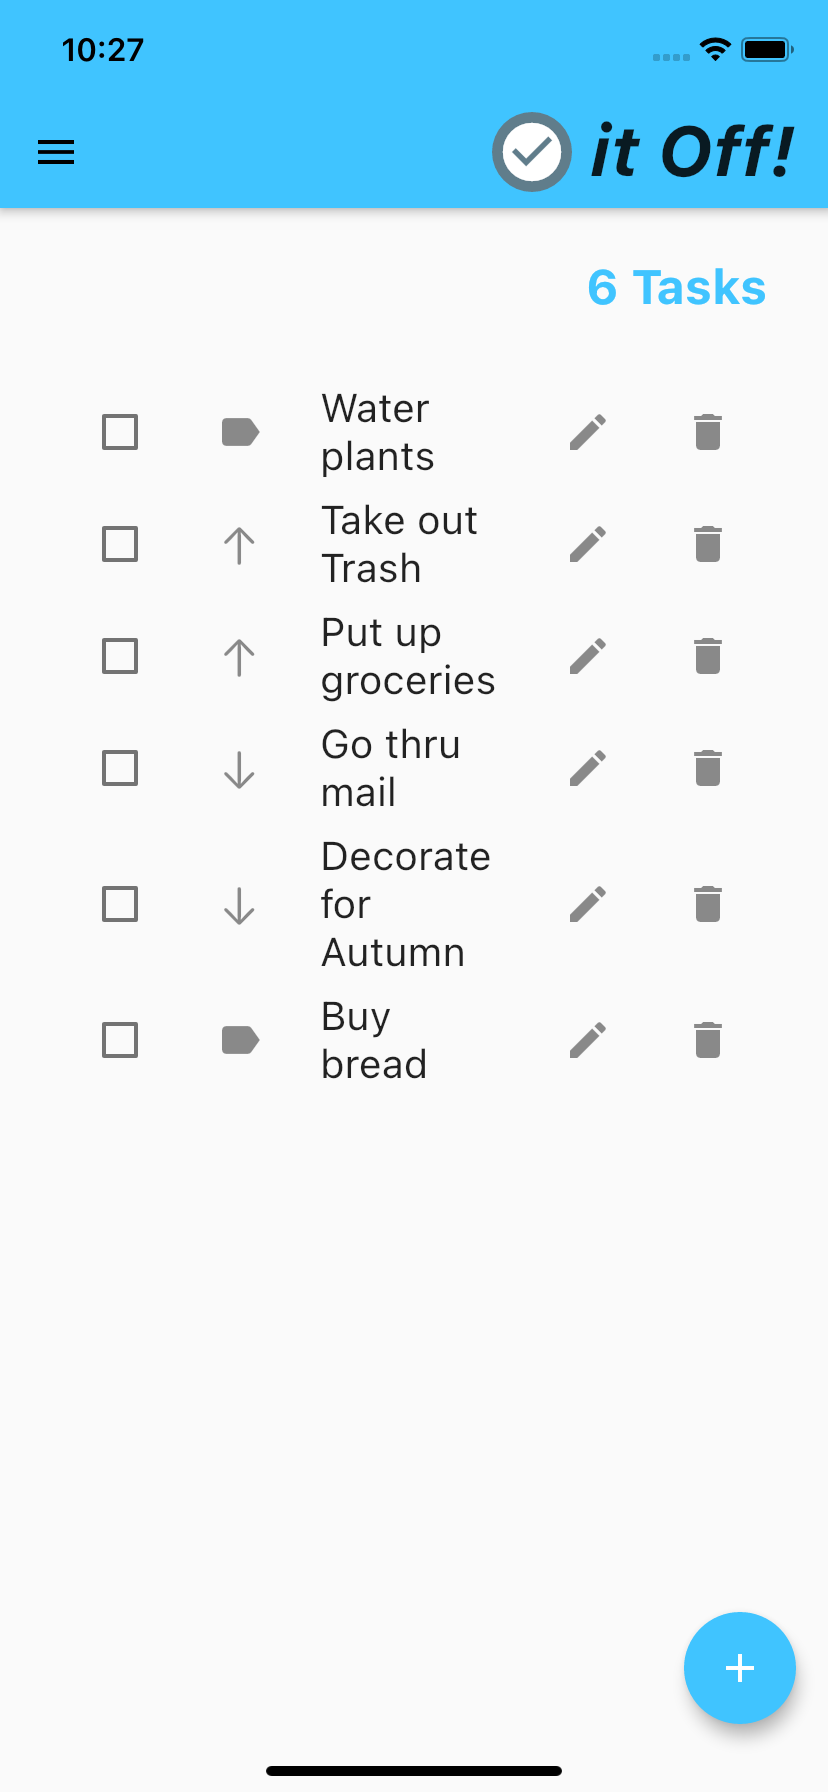 10:27
it Off!
6 Tasks
Water
plants
Take out
Trash
Put up
groceries
Go thru
mail
Decorate
for
Autumn
Buy
bread